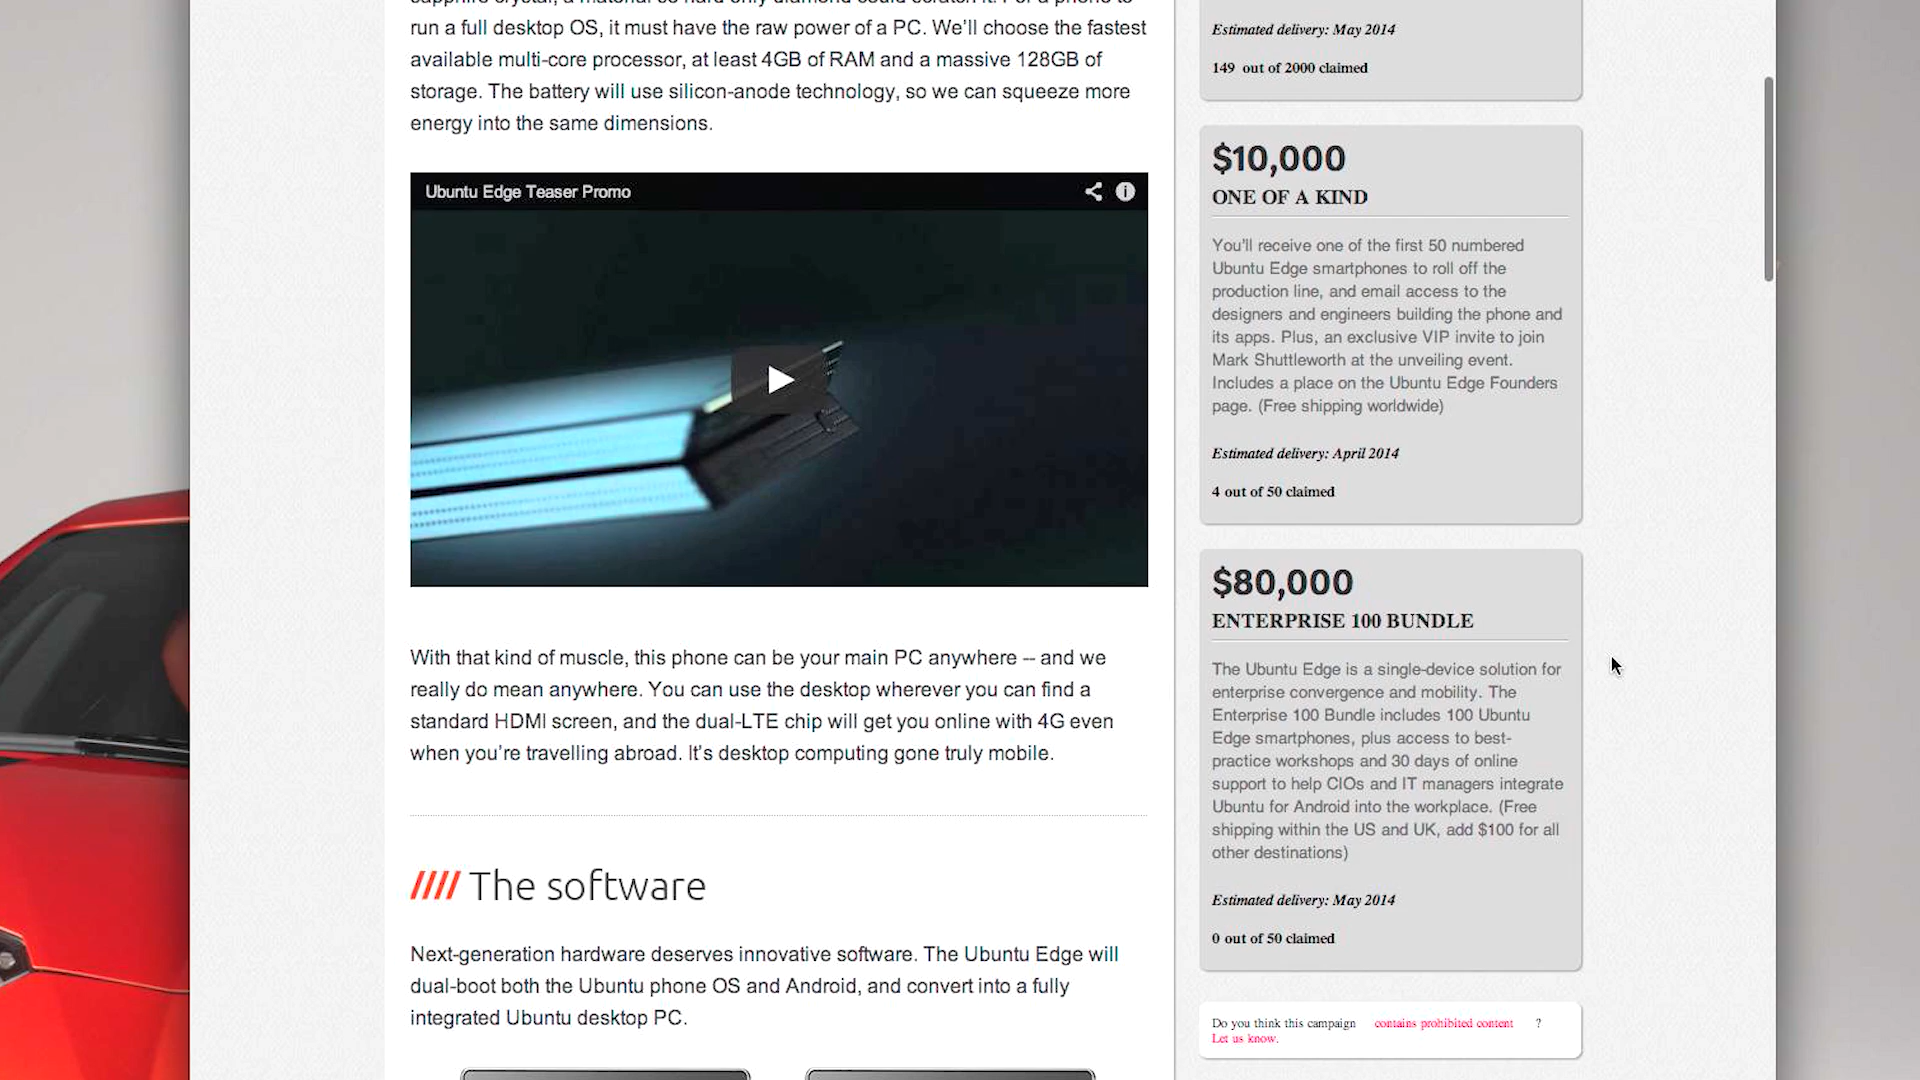 run a full desktop OS, it must have the raw power of a PC. We'll choose the fastest
available multi-core processor, at least 4GB of RAM and a massive 128GB of
storage. The battery will use silicon-anode technology, so we can squeeze more
energy into the same dimensions.
Ubuntu Edge Teaser Promo
With that kind of muscle, this phone can be your main PC anywhere -- and we
really do mean anywhere. You can use the desktop wherever you can find a
standard HDMI screen, and the dual-LTE chip will get you online with 4G even
when you're travelling abroad. It's desktop computing gone truly mobile.
The software
Next-generation hardware deserves innovative software. The Ubuntu Edge will
dual-boot both the Ubuntu phone OS and Android, and convert into a fully
integrated Ubuntu desktop PC.
Estimated delivery: May 2014
149 out of 2000 claimed
$10,000
ONE OF A KIND
You'll receive one of the first 50 numbered
Ubuntu Edge smartphones to roll off the
production line, and email access to the
designers and engineers building the phone and
its apps. Plus, an exclusive VIP invite to join
Mark Shuttleworth at the unveiling event.
Includes a place on the Ubuntu Edge Founders
page. (Free shipping worldwide)
Estimated delivery: April 2014
4 out of 50 claimed
$80,000
ENTERPRISE 100 BUNDLE
The Ubuntu Edge is a single-device solution for
enterprise convergence and mobility. The
Enterprise 100 Bundle includes 100 Ubuntu
Edge smartphones, plus access to best-
practice workshops and 30 days of online
support to help CIOs and IT managers integrate
Ubuntu for Android into the workplace. (Free
shipping within the US and UK, add $100 for all
other destinations)
Estimated delivery: May 2014
0 out of 50 claimed
Do you think this campaign contains prohibited content ?
Let us know.